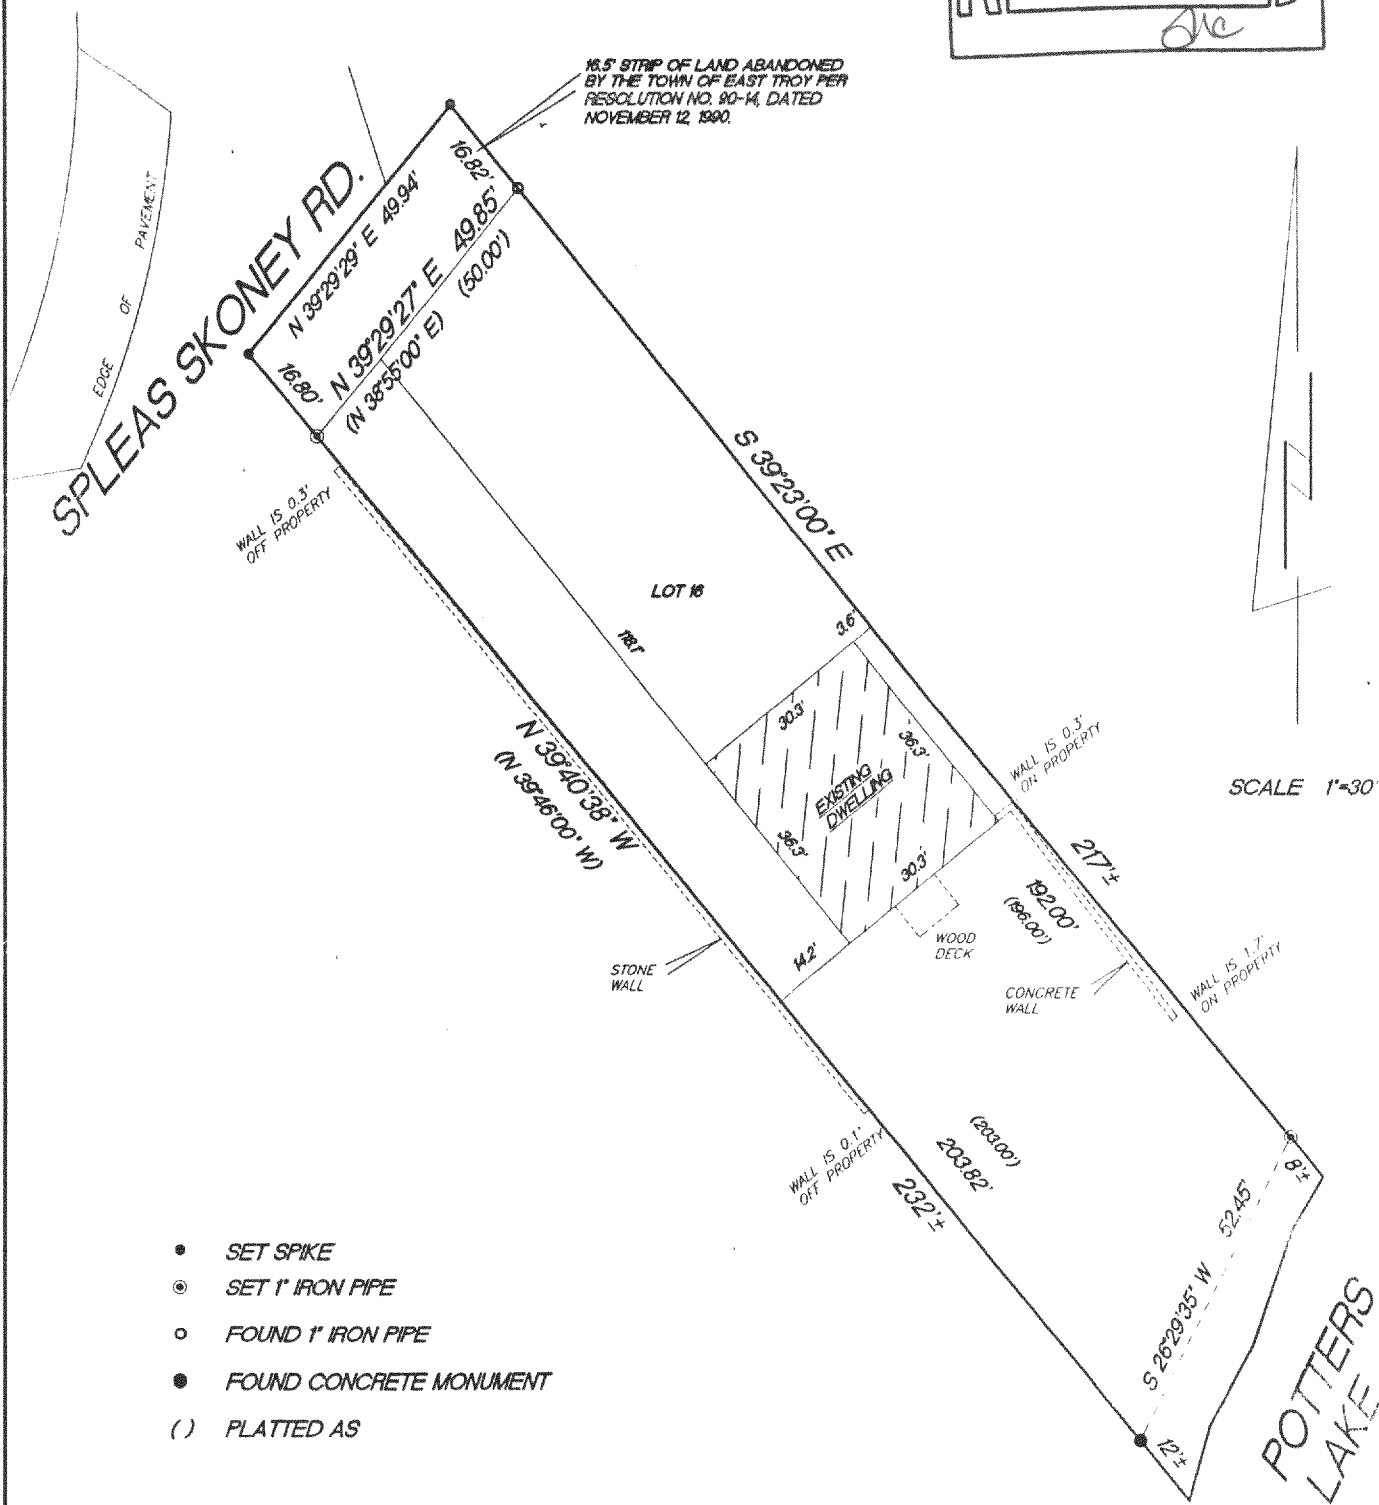 16.5' STRIP OF LAND ABANDONED
BY THE TOWN OF EAST TROY PER
RESOLUTION NO. 90-14, DATED
NOVEMBER 12, 1990.
EDGE OF PAVEMENT
SPLEAS SKONEY RD.
16.82'
N 39°29'29" E 49.94'
N 39°29'27" E 49.85'
(N 38°55'00" E) (50.00')
16.80'
WALL IS 0.3'
OFF PROPERTY
S 39°23'00" E
LOT 16
118.1'
3.6'
30.3'
36.3'
EXISTING
DWELLING
36.3'
30.3'
WALL IS 0.3'
ON PROPERTY
SCALE 1"=30'
N 39°40'38" W
(N 39°46'00" W)
217'±
192.00'
(196.00')
WOOD
DECK
14.2'
STONE
WALL
CONCRETE
WALL
WALL IS 1.7'
ON PROPERTY
WALL IS 0.1'
OFF PROPERTY
(203.00')
203.82'
232'±
8'±
S 26°29'35" W 52.45'
12'±
POTTERS
LAKE
SET SPIKE
SET 1" IRON PIPE
FOUND 1" IRON PIPE
FOUND CONCRETE MONUMENT
( ) PLATTED AS